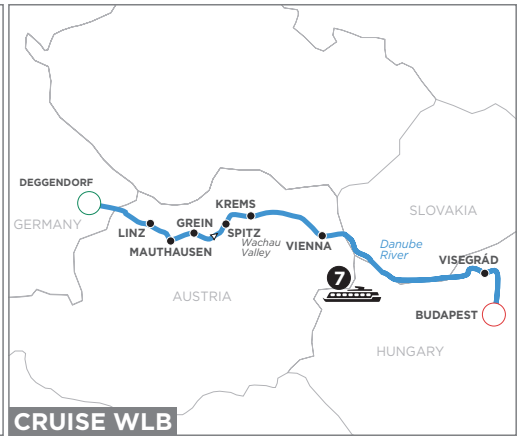 DEGGENDORF
GERMANY
KREMS
GREIN
LINZ
SPITZ
MAUTHAUSEN
Wachau
Valley
VIENNA
SLOVAKIA
Danube
River
VISEGRÁD
7
AUSTRIA
BUDAPEST
HUNGARY
CRUISE WLB